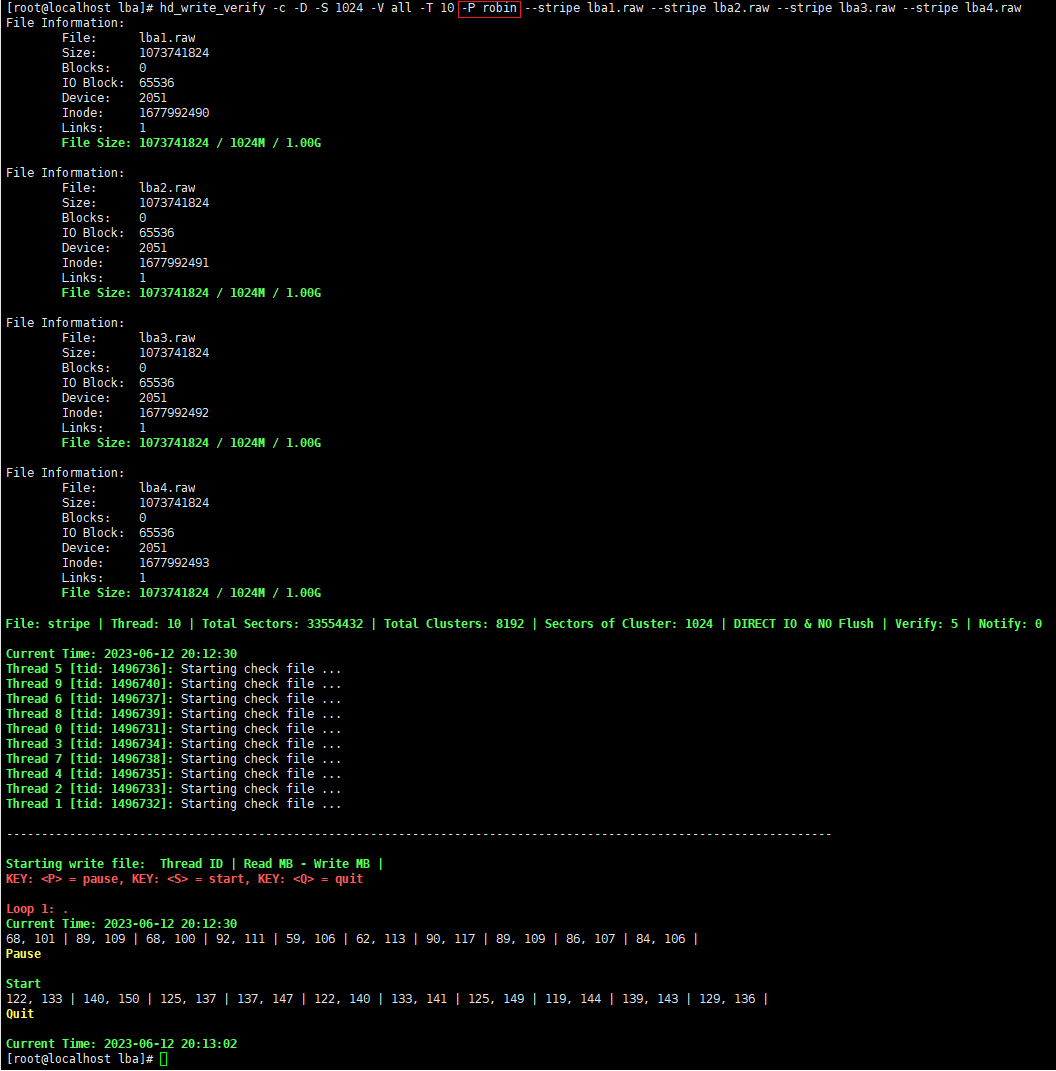 [root@localhost lba]# hd_write_verify -c -D -S 1024 -V all -T 10 -P robin --stripe lba1.raw --stripe lba2.raw --stripe lba3.raw --stripe lba4.raw
File Information:
File: lba1.raw
Size: 1073741824
Blocks: 0
IO Block: 65536
Device: 2051
Inode: 1677992490
Links: 1
File Size: 1073741824 / 1024M / 1.00G
File Information:
File: lba2.raw
Size: 1073741824
Blocks: 0
IO Block: 65536
Device: 2051
Inode: 1677992491
Links: 1
File Size: 1073741824 / 1024M / 1.00G
File Information:
File: lba3.raw
Size: 1073741824
Blocks: 0
IO Block: 65536
Device: 2051
Inode: 1677992492
Links: 1
File Size: 1073741824 / 1024M / 1.00G
File Information:
File: lba4.raw
Size: 1073741824
Blocks: 0
IO Block: 65536
Device: 2051
Inode: 1677992493
Links: 1
File Size: 1073741824 / 1024M / 1.00G
File: stripe | Thread: 10 | Total Sectors: 33554432 | Total Clusters: 8192 | Sectors of Cluster: 1024 | DIRECT IO & NO Flush | Verify: 5 | Notify: 0
Current Time: 2023-06-12 20:12:30
Thread 5 [tid: 1496736]: Starting check file ...
Thread 9 [tid: 1496740]: Starting check file ...
Thread 6 [tid: 1496737]: Starting check file ...
Thread 8 [tid: 1496739]: Starting check file ...
Thread 0 [tid: 1496731]: Starting check file ...
Thread 3 [tid: 1496734]: Starting check file ...
Thread 7 [tid: 1496738]: Starting check file ...
Thread 4 [tid: 1496735]: Starting check file ...
Thread 2 [tid: 1496733]: Starting check file ...
Thread 1 [tid: 1496732]: Starting check file ...
----------------------------------------------------------------------------------------------------------------------
Starting write file:  Thread ID | Read MB - Write MB |
KEY: <P> = pause, KEY: <S> = start, KEY: <Q> = quit
Loop 1: .
Current Time: 2023-06-12 20:12:30
68, 101 | 89, 109 | 68, 100 | 92, 111 | 59, 106 | 62, 113 | 90, 117 | 89, 109 | 86, 107 | 84, 106 |
Pause
Start
122, 133 | 140, 150 | 125, 137 | 137, 147 | 122, 140 | 133, 141 | 125, 149 | 119, 144 | 139, 143 | 129, 136 |
Quit
Current Time: 2023-06-12 20:13:02
[root@localhost lba]#